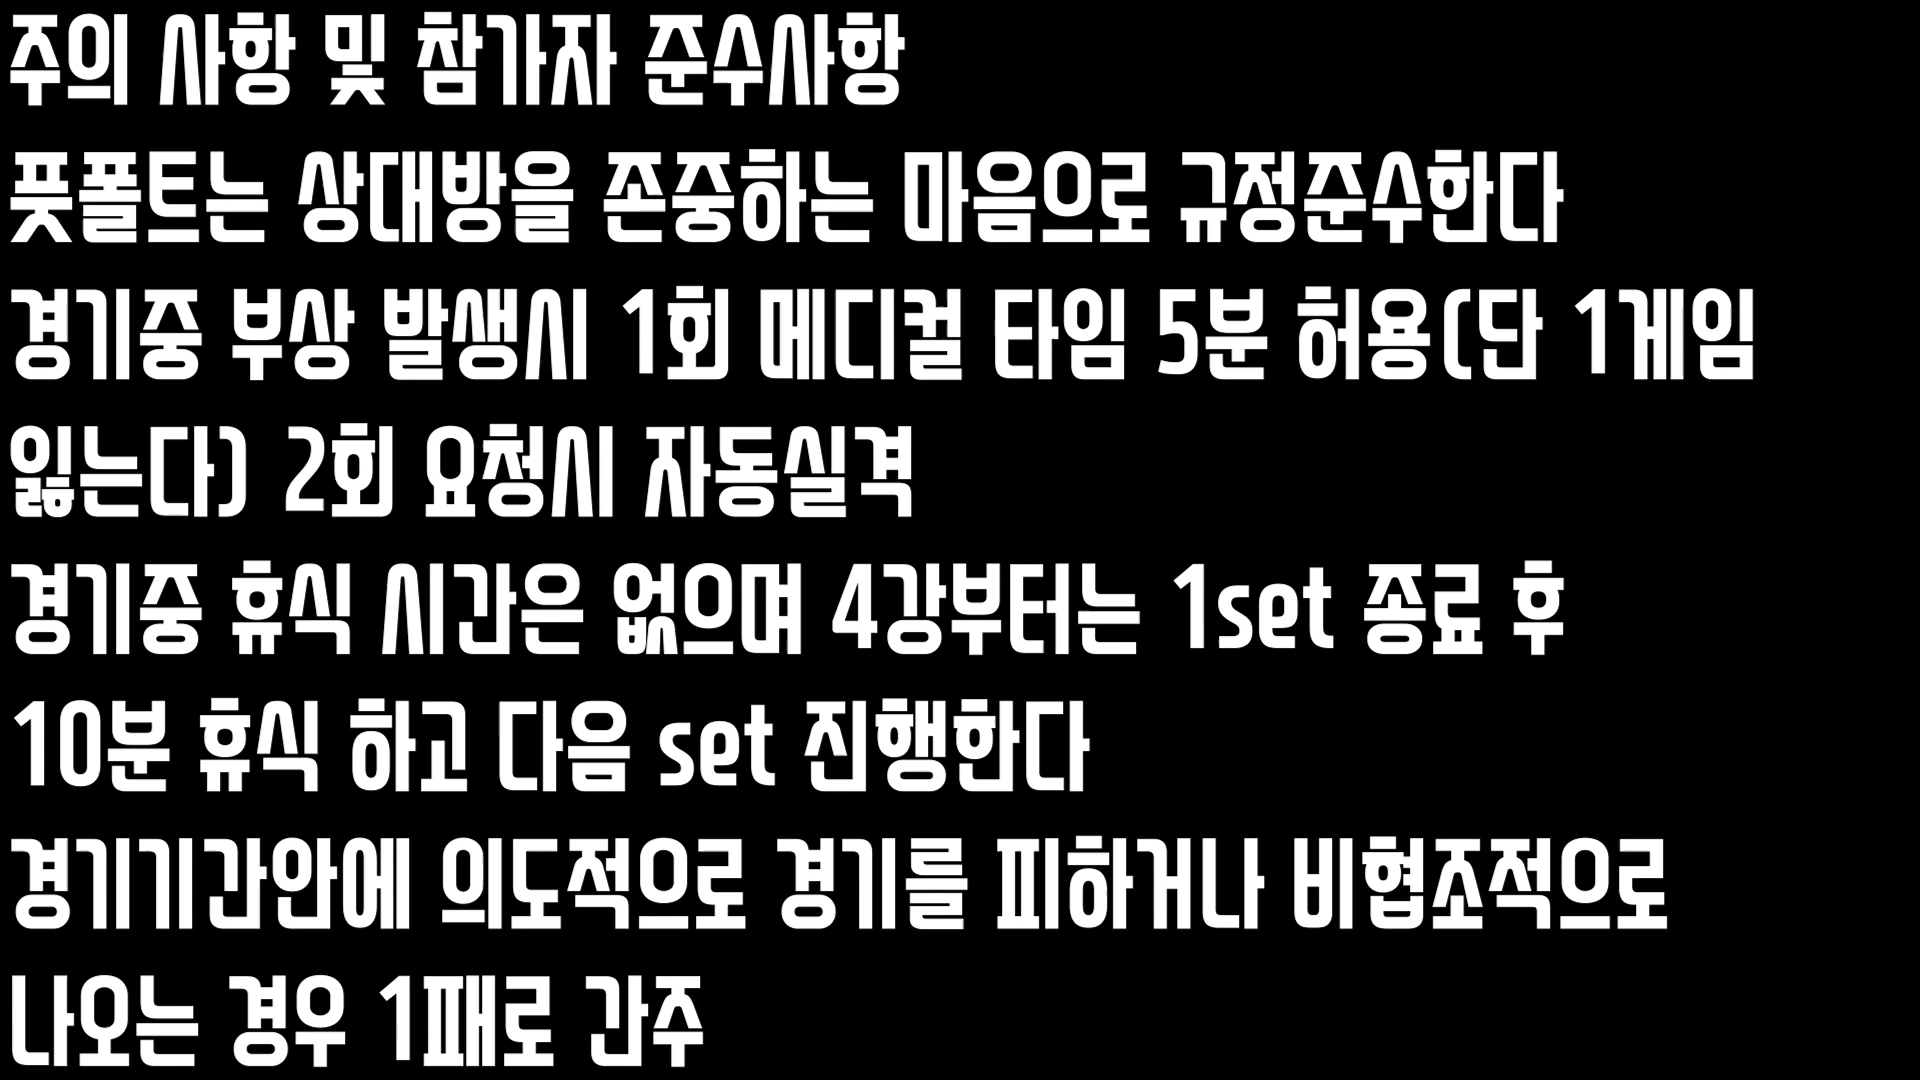 주의 사항 및 참가자 준수사항
풋폴트는 상대방을 존중하는 마음으로 규정준수한다
경기중 부상 발생시 1회 메디컬 타임 5분 허용(단 1게임
잃는다) 2회 요청시 자동실격
경기중 휴식 시간은 없으며 4강부터는 1set 종료 후
10분 휴식 하고 다음 set 진행한다
경기기간안에 의도적으로 경기를 피하거나 비협조적으로
나오는 경우 1패로 간주